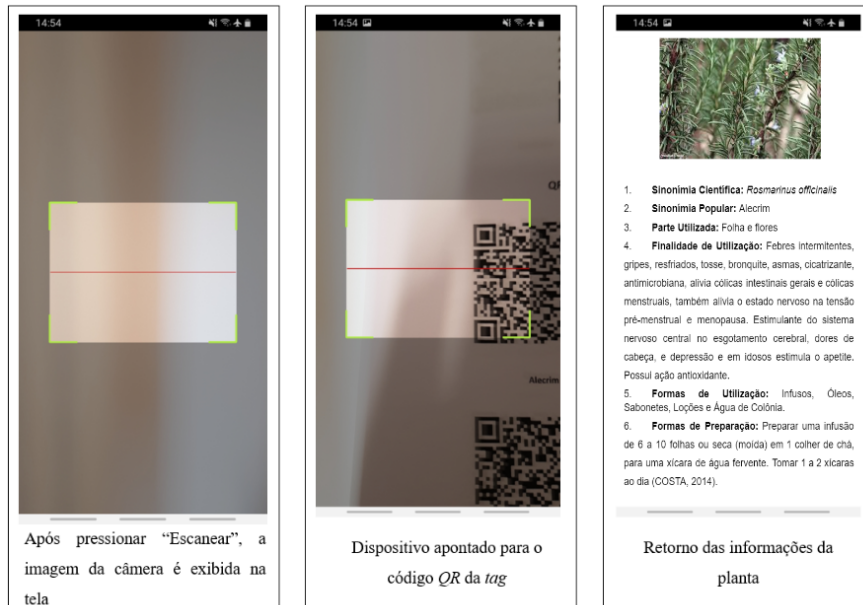 14:54
Após pressionar “Escanear”, a
imagem da câmera é exibida na
tela
14:54
QR
Alecrim
Dispositivo apontado para o
código QR da tag
14:54
1. Sinonimia Cientifica: Rosmarinus officinalis
2. Sinonimia Popular: Alecrim
3. Parte Utilizada: Folha e flores
4. Finalidade de Utilização: Febres intermitentes,
gripes, resfriados, tosse, bronquite, asmas, cicatrizante,
antimicrobiana, alivia cólicas intestinais gerais e cólicas
menstruais, também alivia o estado nervoso na tensão
pré-menstrual e menopausa. Estimulante do sistema
nervoso central no esgotamento cerebral, dores de
cabeça, e depressão e em idosos estimula o apetite.
Possui ação antioxidante.
5. Formas de Utilização: Infusos, Óleos,
Sabonetes, Loções e Água de Colônia.
6. Formas de Preparação: Preparar uma infusão
de 6 a 10 folhas ou seca (moída) em 1 colher de chá,
para uma xícara de água fervente. Tomar 1 a 2 xícaras
ao dia (COSTA, 2014).
Retorno das informações da
planta